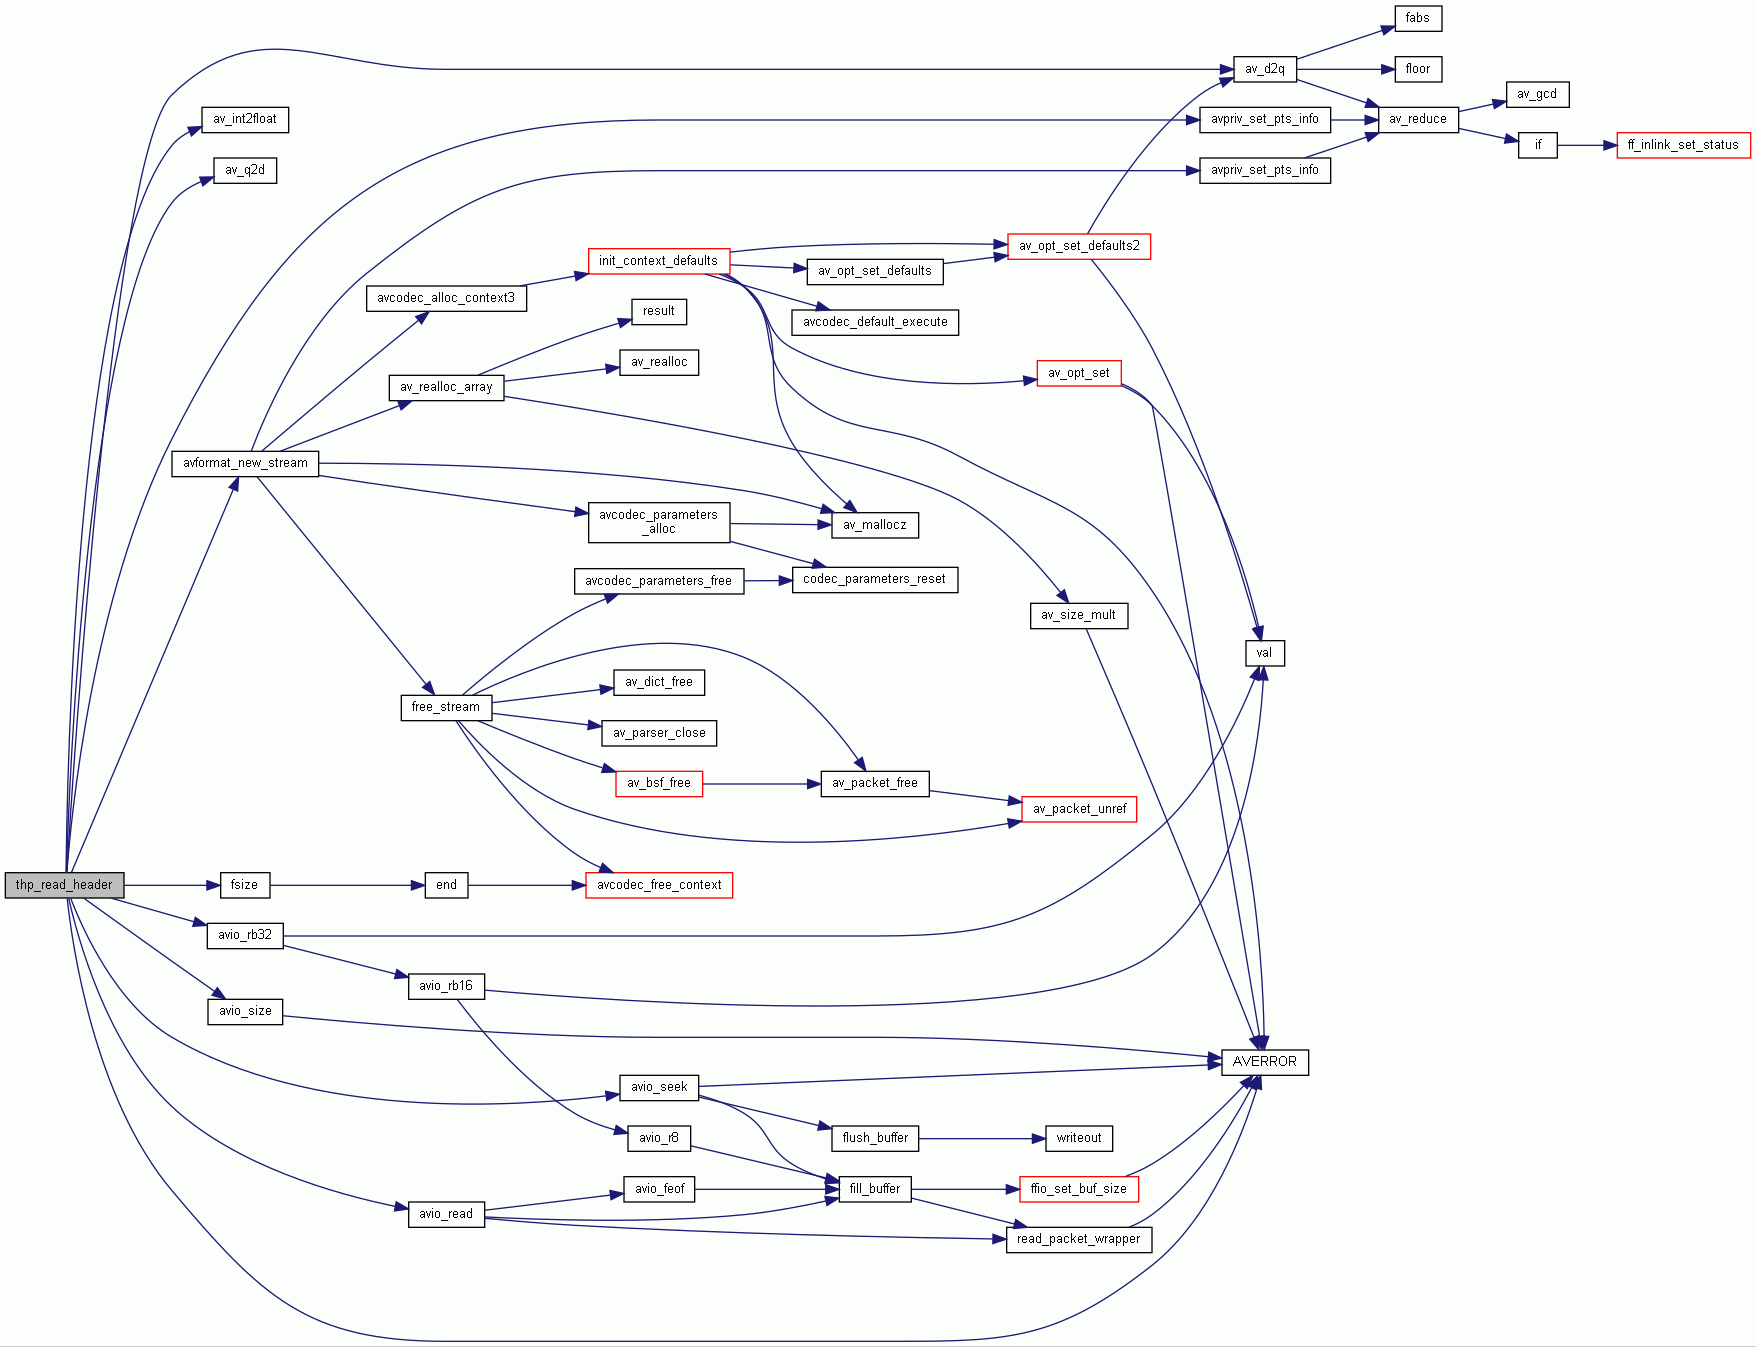 fabs
av_d2q
floor
av_gcd
av_int2float
avpriv_set_pts_info
av_reduce
if
ff_inlink_set_status
av_q2d
avpriv_set_pts_info
av_opt_set_defaults2
init_context_defaults
av_opt_set_defaults
avcodec_alloc_context3
result
avcodec_default_execute
av_realloc
av_opt_set
av_realloc_array
avformat_new_stream
avcodec_parameters
_alloc
av_mallocz
avcodec_parameters_free
codec_parameters_reset
av_size_mult
val
av_dict_free
free_stream
av_parser_close
av_bsf_free
av_packet_free
av_packet_unref
thp_read_header
fsize
end
avcodec_free_context
avio_rb32
avio_rb16
avio_size
AVERROR
avio_seek
avio_r8
flush_buffer
writeout
avio_feof
fill_buffer
ffio_set_buf_size
avio_read
read_packet_wrapper